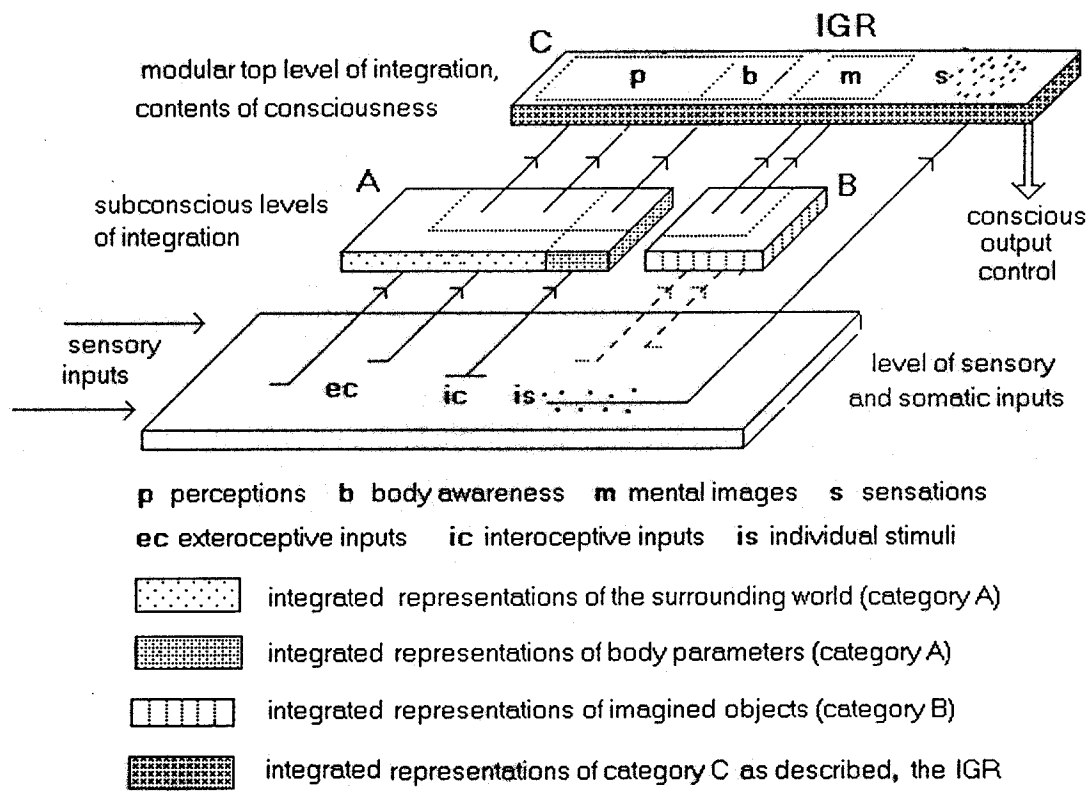 IGR
C
modular top level of integration,
contents of consciousness
p b m s
A
B
subconscious levels
of integration
conscious
output
control
sensory
inputs
ec ic is
level of sensory
and somatic inputs
p perceptions b body awareness m mental images s sensations
ec exteroceptive inputs ic interoceptive inputs is individual stimuli
integrated representations of the surrounding world (category A)
integrated representations of body parameters (category A)
integrated representations of imagined objects (category B)
integrated representations of category C as described, the IGR